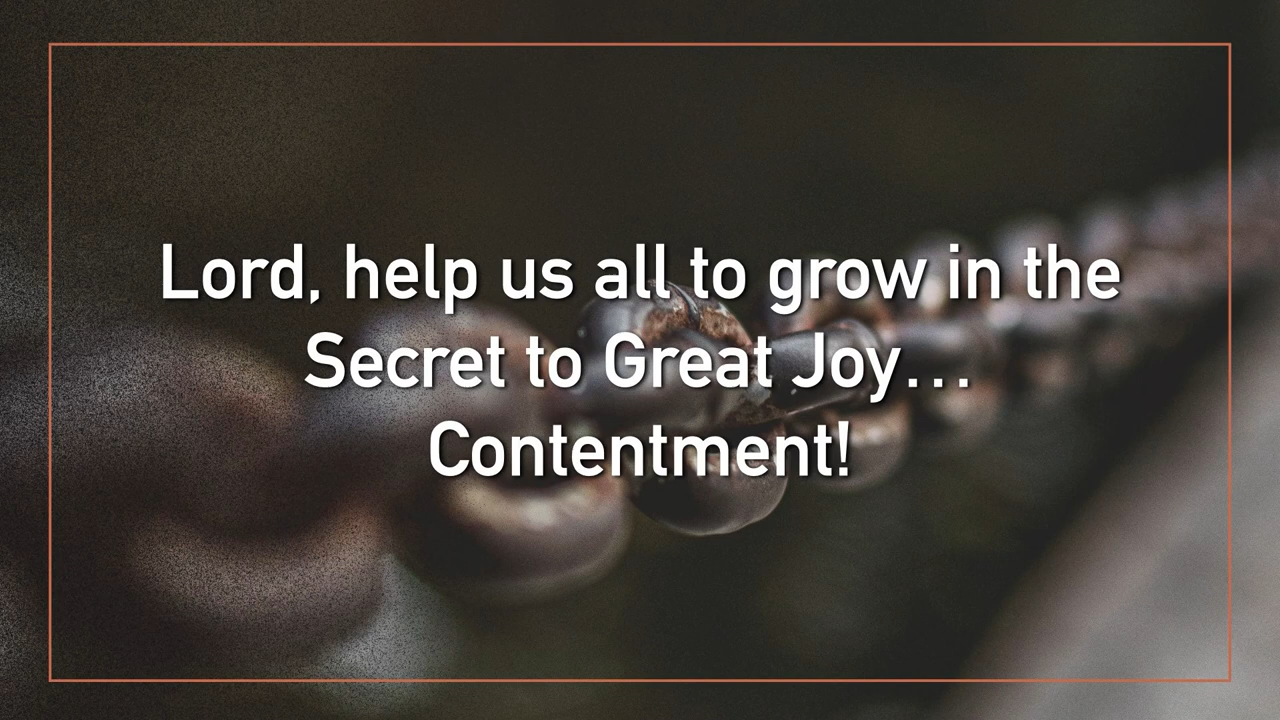 Lord, help us all to grow in the
Secret to Great Joy…
Contentment!